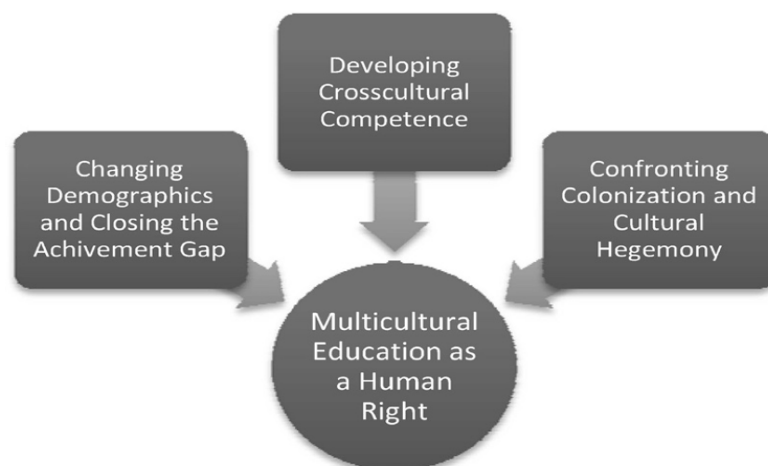 Developing
Crosscultural
Competence
Changing
Demographics
and Closing the
Achivement Gap
Confronting
Colonization and
Cultural
Hegemony
Multicultural
Education as
a Human
Right